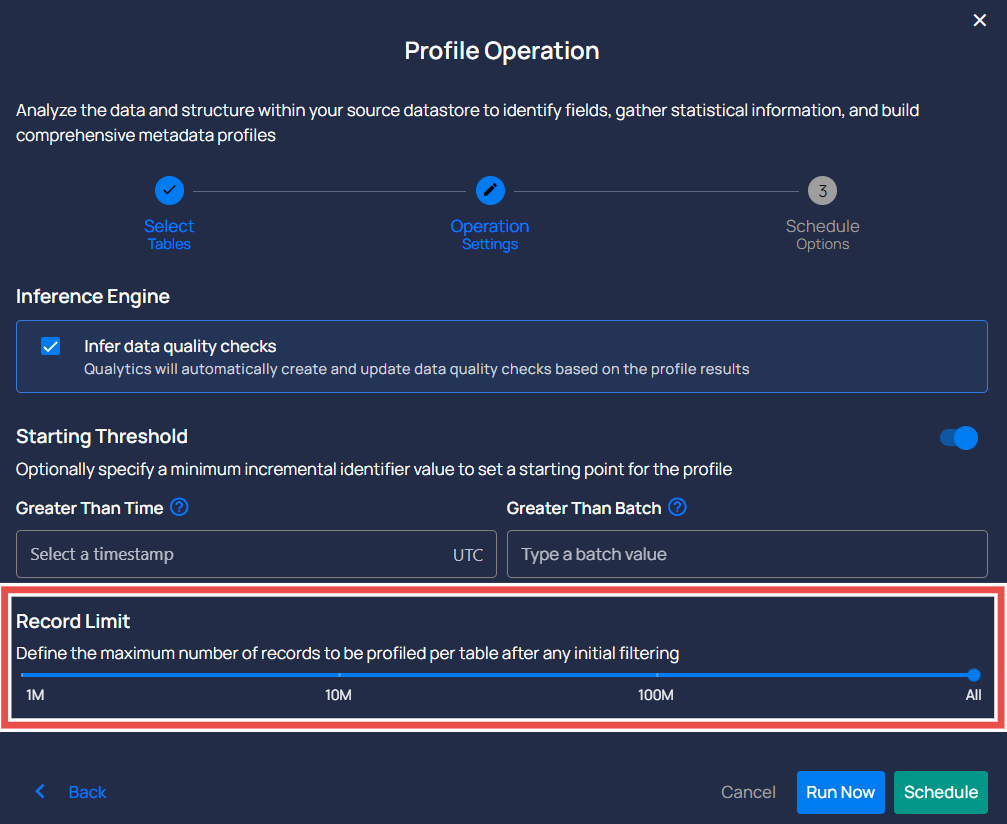 Profile Operation
Analyze the data and structure within your source datastore to identify fields, gather statistical information, and build
comprehensive metadata profiles
3
Select
Tables
Operation
Settings
Schedule
Options
Inference Engine
Infer data quality checks
Qualytics will automatically create and update data quality checks based on the profile results
Starting Threshold
Optionally specify a minimum incremental identifier value to set a starting point for the profile
Greater Than Time ?
Greater Than Batch ?
Select a timestamp UTC
Type a batch value
Record Limit
Define the maximum number of records to be profiled per table after any initial filtering
1M 10M 100M All
Back
Cancel
Run Now
Schedule